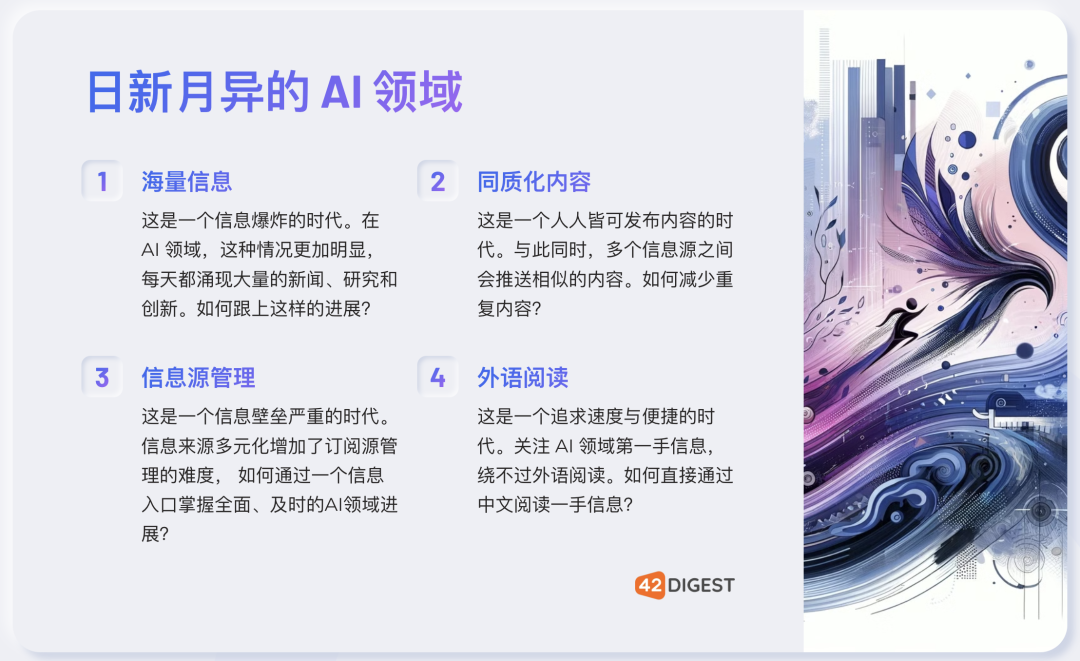 日新月异的 AI 领域
1
海量信息
这是一个信息爆炸的时代。在
AI 领域，这种情况更加明显，
每天都涌现大量的新闻、研究和
创新。如何跟上这样的进展？
2
同质化内容
这是一个人人皆可发布内容的时
代。与此同时，多个信息源之间
会推送相似的内容。如何减少重
复内容？
3
信息源管理
这是一个信息壁垒严重的时代。
信息来源多元化增加了订阅源管
理的难度， 如何通过一个信息
入口掌握全面、及时的AI领域进
展？
4
外语阅读
这是一个追求速度与便捷的时
代。关注 AI 领域第一手信息，
绕不过外语阅读。如何直接通过
中文阅读一手信息？
42DIGEST